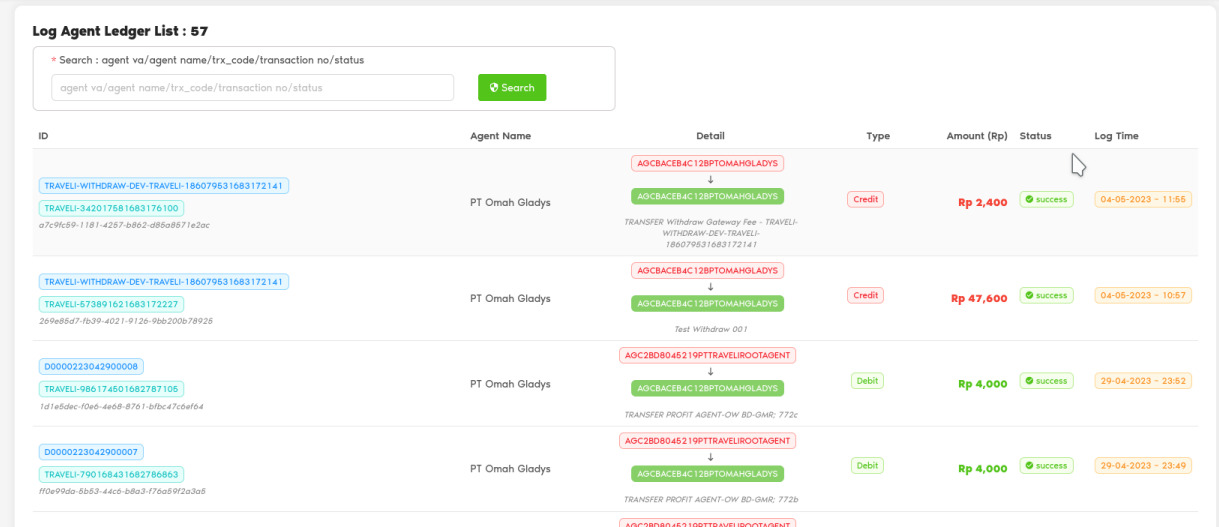 Log Agent Ledger List : 57
* Search : agent va/agent name/trx_code/transaction no/status
agent va/agent name/trx_code/transaction no/status
Search
ID Agent Name Detail Type Amount (Rp) Status Log Time
TRAVELI-WITHDRAW-DEV-TRAVELI-186079531683172141
TRAVELI-342017581683176100
a7c9fc59-1181-4257-b862-d85a8571e2ac
PT Omah Gladys
AGCBACEB4C12BPTOMAHGLADYS
↓
AGCBACEB4C12BPTOMAHGLADYS
TRANSFER Withdraw Gateway Fee - TRAVELI-
WITHDRAW-DEV-TRAVELI-
186079531683172141
Credit
Rp 2,400
success
04-05-2023 - 11:55
TRAVELI-WITHDRAW-DEV-TRAVELI-186079531683172141
TRAVELI-573891621683172227
269e85d7-fb39-4021-9126-9bb200b78925
PT Omah Gladys
AGCBACEB4C12BPTOMAHGLADYS
↓
AGCBACEB4C12BPTOMAHGLADYS
Test Withdraw 001
Credit
Rp 47,600
success
04-05-2023 - 10:57
D0000223042900008
TRAVELI-986174501682787105
1d1e5dec-f0e6-4e68-8761-bfbc47c6ef64
PT Omah Gladys
AGC2BD8045219PTTRAVELIROOTAGENT
↓
AGCBACEB4C12BPTOMAHGLADYS
TRANSFER PROFIT AGENT-OW BD-GMR; 772c
Debit
Rp 4,000
success
29-04-2023 - 23:52
D0000223042900007
TRAVELI-790168431682786863
ff0e99da-5b53-44c6-b8a3-f76a59f2a3a5
PT Omah Gladys
AGC2BD8045219PTTRAVELIROOTAGENT
↓
AGCBACEB4C12BPTOMAHGLADYS
TRANSFER PROFIT AGENT-OW BD-GMR; 772b
Debit
Rp 4,000
success
29-04-2023 - 23:49
AGC2BD8045219PTTRAVELIROOTAGENT